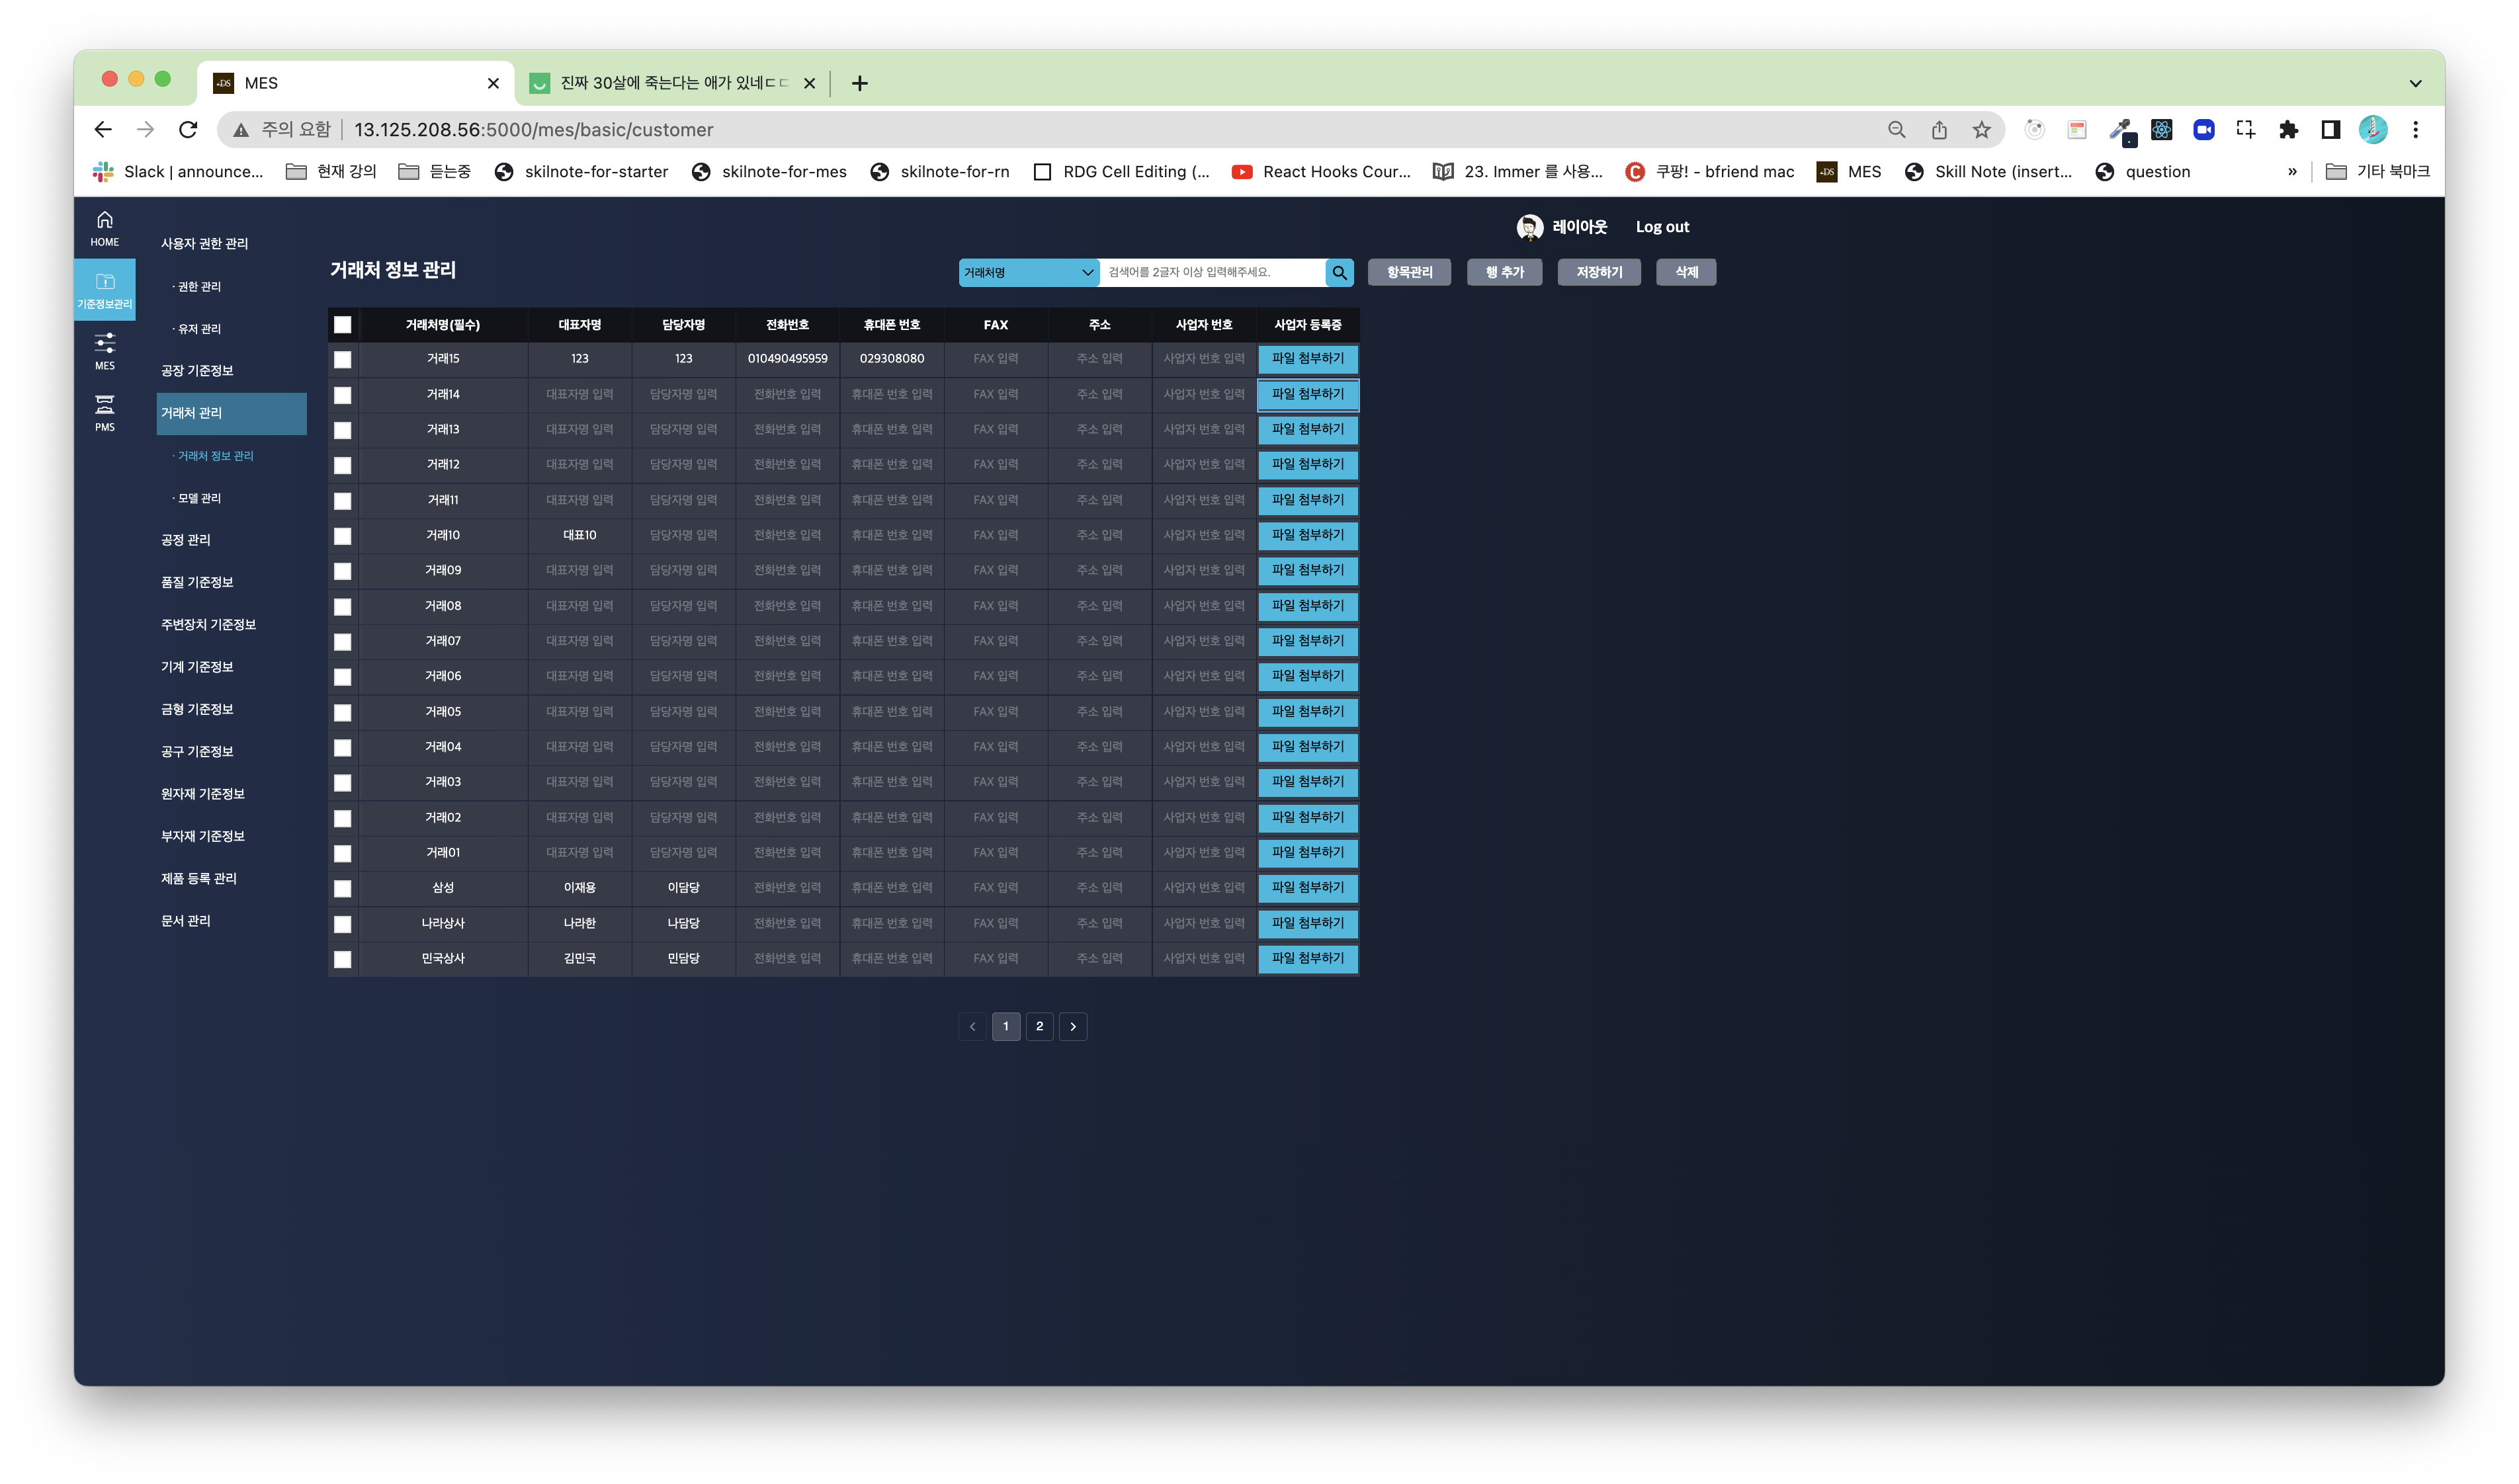 MES
진짜 30살에 죽는다는 애가 있네ㄷㄷ
주의 요함 13.125.208.56:5000/mes/basic/customer
Slack | announce... 현재 강의 듣는중 skilnote-for-starter skilnote-for-mes skilnote-for-rn RDG Cell Editing (... React Hooks Cour... 23. Immer 를 사용... 쿠팡! - bfriend mac MES Skill Note (insert... question » 기타 북마크
HOME
기준정보관리
MES
PMS
사용자 권한 관리
· 권한 관리
· 유저 관리
공장 기준정보
거래처 관리
· 거래처 정보 관리
· 모델 관리
공정 관리
품질 기준정보
주변장치 기준정보
기계 기준정보
금형 기준정보
공구 기준정보
원자재 기준정보
부자재 기준정보
제품 등록 관리
문서 관리
레이아웃 Log out
거래처 정보 관리
거래처명 검색어를 2글자 이상 입력해주세요. 항목관리 행 추가 저장하기 삭제
거래처명(필수) 대표자명 담당자명 전화번호 휴대폰 번호 FAX 주소 사업자 번호 사업자 등록증
거래15 123 123 010490495959 029308080 FAX 입력 주소 입력 사업자 번호 입력 파일 첨부하기
거래14 대표자명 입력 담당자명 입력 전화번호 입력 휴대폰 번호 입력 FAX 입력 주소 입력 사업자 번호 입력 파일 첨부하기
거래13 대표자명 입력 담당자명 입력 전화번호 입력 휴대폰 번호 입력 FAX 입력 주소 입력 사업자 번호 입력 파일 첨부하기
거래12 대표자명 입력 담당자명 입력 전화번호 입력 휴대폰 번호 입력 FAX 입력 주소 입력 사업자 번호 입력 파일 첨부하기
거래11 대표자명 입력 담당자명 입력 전화번호 입력 휴대폰 번호 입력 FAX 입력 주소 입력 사업자 번호 입력 파일 첨부하기
거래10 대표10 담당자명 입력 전화번호 입력 휴대폰 번호 입력 FAX 입력 주소 입력 사업자 번호 입력 파일 첨부하기
거래09 대표자명 입력 담당자명 입력 전화번호 입력 휴대폰 번호 입력 FAX 입력 주소 입력 사업자 번호 입력 파일 첨부하기
거래08 대표자명 입력 담당자명 입력 전화번호 입력 휴대폰 번호 입력 FAX 입력 주소 입력 사업자 번호 입력 파일 첨부하기
거래07 대표자명 입력 담당자명 입력 전화번호 입력 휴대폰 번호 입력 FAX 입력 주소 입력 사업자 번호 입력 파일 첨부하기
거래06 대표자명 입력 담당자명 입력 전화번호 입력 휴대폰 번호 입력 FAX 입력 주소 입력 사업자 번호 입력 파일 첨부하기
거래05 대표자명 입력 담당자명 입력 전화번호 입력 휴대폰 번호 입력 FAX 입력 주소 입력 사업자 번호 입력 파일 첨부하기
거래04 대표자명 입력 담당자명 입력 전화번호 입력 휴대폰 번호 입력 FAX 입력 주소 입력 사업자 번호 입력 파일 첨부하기
거래03 대표자명 입력 담당자명 입력 전화번호 입력 휴대폰 번호 입력 FAX 입력 주소 입력 사업자 번호 입력 파일 첨부하기
거래02 대표자명 입력 담당자명 입력 전화번호 입력 휴대폰 번호 입력 FAX 입력 주소 입력 사업자 번호 입력 파일 첨부하기
거래01 대표자명 입력 담당자명 입력 전화번호 입력 휴대폰 번호 입력 FAX 입력 주소 입력 사업자 번호 입력 파일 첨부하기
삼성 이재용 이담당 전화번호 입력 휴대폰 번호 입력 FAX 입력 주소 입력 사업자 번호 입력 파일 첨부하기
나라상사 나라한 나담당 전화번호 입력 휴대폰 번호 입력 FAX 입력 주소 입력 사업자 번호 입력 파일 첨부하기
민국상사 김민국 민담당 전화번호 입력 휴대폰 번호 입력 FAX 입력 주소 입력 사업자 번호 입력 파일 첨부하기
1 2